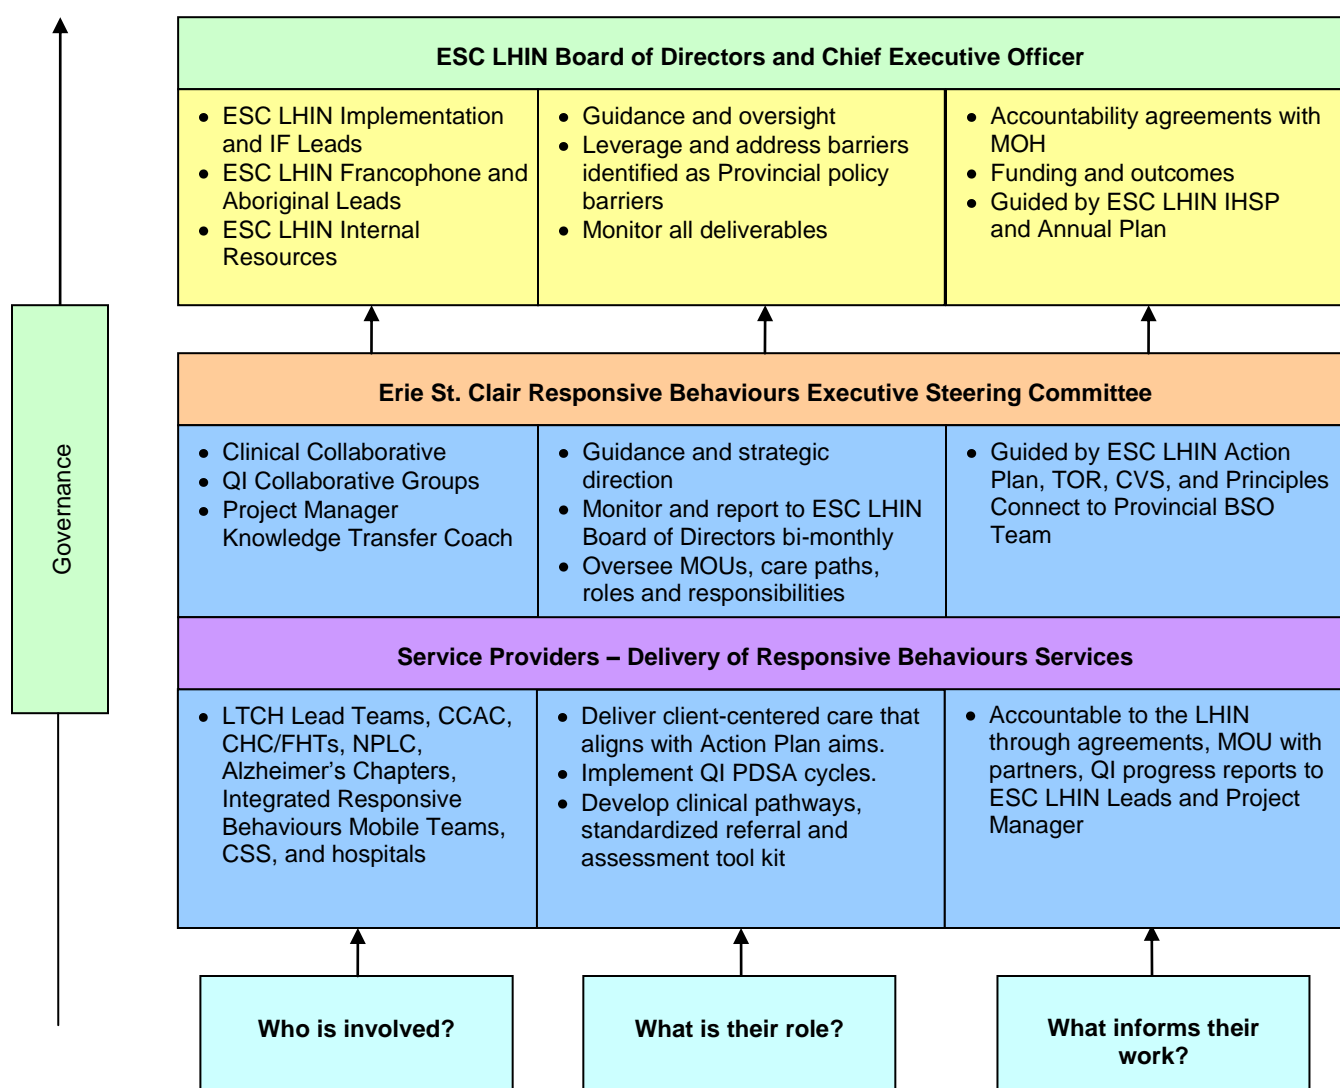 ESC LHIN Board of Directors and Chief Executive Officer
• ESC LHIN Implementation
and IF Leads
• ESC LHIN Francophone and
Aboriginal Leads
• ESC LHIN Internal
Resources
• Guidance and oversight
• Leverage and address barriers
identified as Provincial policy
barriers
• Monitor all deliverables
• Accountability agreements with
MOH
• Funding and outcomes
• Guided by ESC LHIN IHSP
and Annual Plan
Governance
Erie St. Clair Responsive Behaviours Executive Steering Committee
• Clinical Collaborative
• QI Collaborative Groups
• Project Manager
Knowledge Transfer Coach
• Guidance and strategic
direction
• Monitor and report to ESC LHIN
Board of Directors bi-monthly
• Oversee MOUs, care paths,
roles and responsibilities
• Guided by ESC LHIN Action
Plan, TOR, CVS, and Principles
Connect to Provincial BSO
Team
Service Providers – Delivery of Responsive Behaviours Services
• LTCH Lead Teams, CCAC,
CHC/FHTs, NPLC,
Alzheimer’s Chapters,
Integrated Responsive
Behaviours Mobile Teams,
CSS, and hospitals
• Deliver client-centered care that
aligns with Action Plan aims.
• Implement QI PDSA cycles.
• Develop clinical pathways,
standardized referral and
assessment tool kit
• Accountable to the LHIN
through agreements, MOU with
partners, QI progress reports to
ESC LHIN Leads and Project
Manager
Who is involved?
What is their role?
What informs their
work?